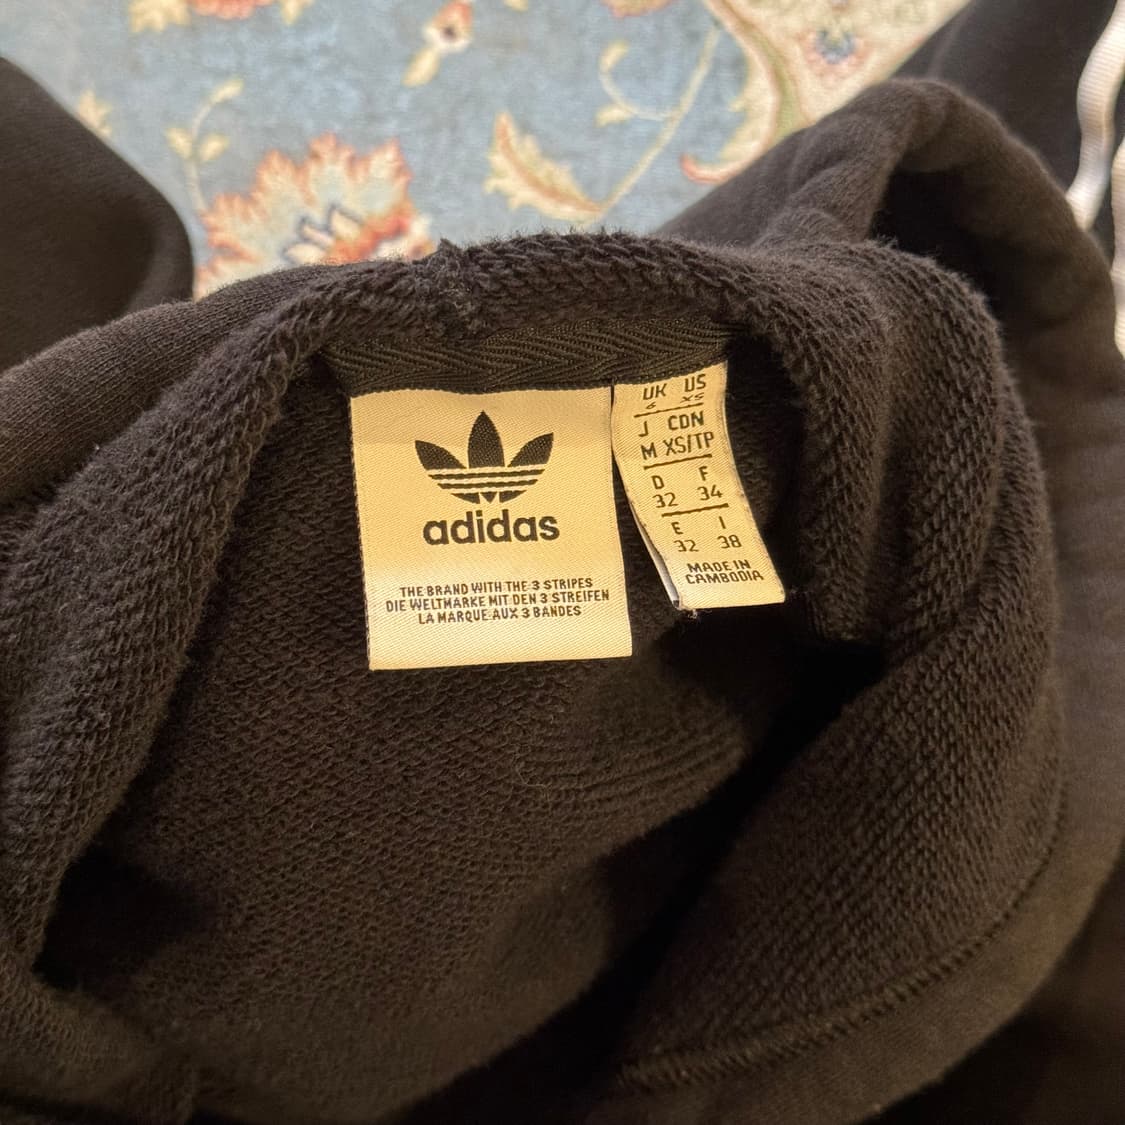 adidas
THE BRAND WITH THE 3 STRIPES
DIE WELTMARKE MIT DEN 3 STREIFEN
LA MARQUE AUX 3 BANDES
UK US
6 XS
J CDN
M XS/TP
D F
32 34
E I
32 38
MADE IN
CAMBODIA